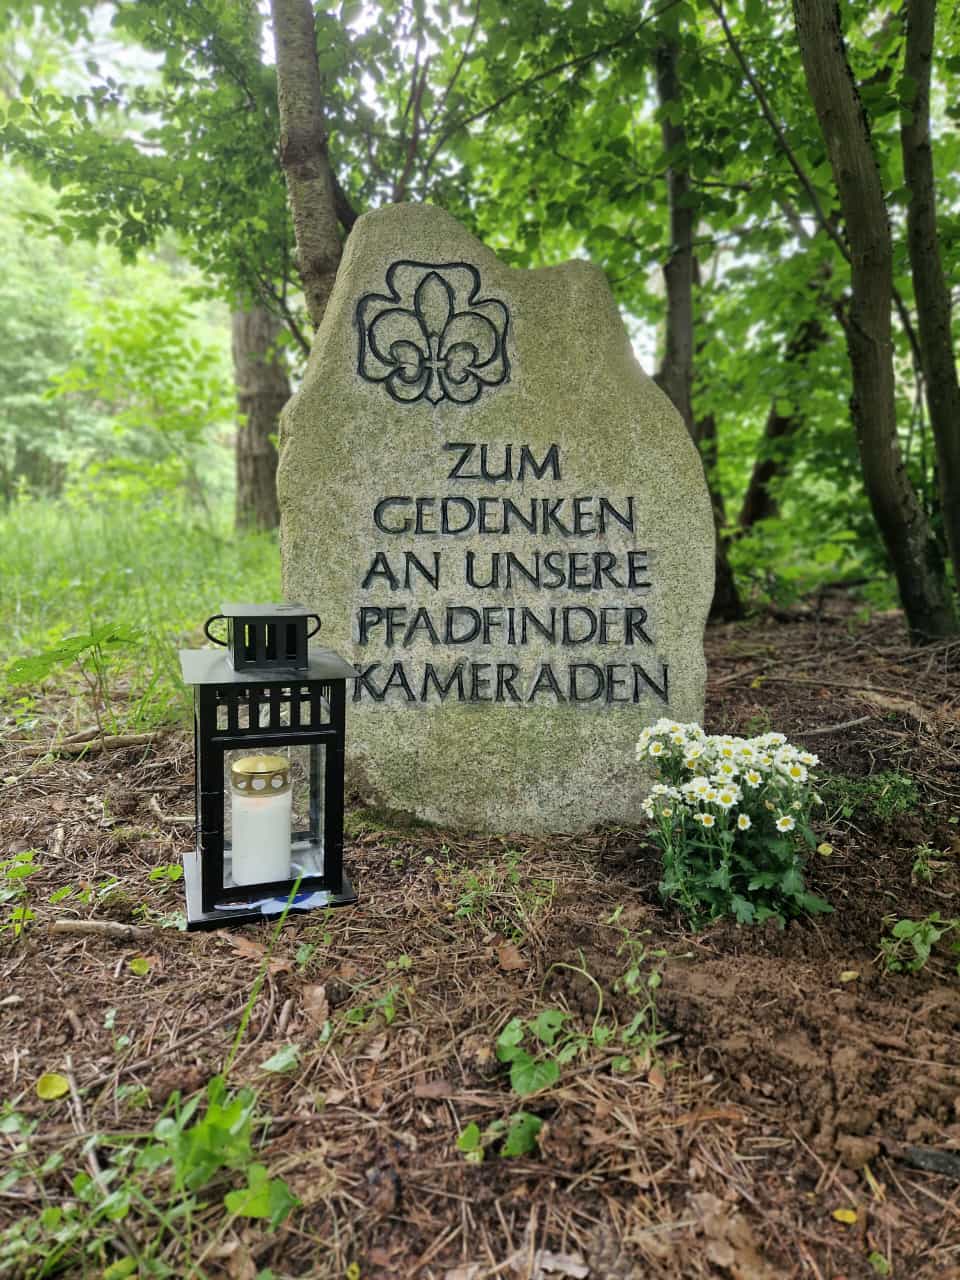 ZUM
GEDENKEN
AN UNSERE
PFADFINDER
KAMERADEN